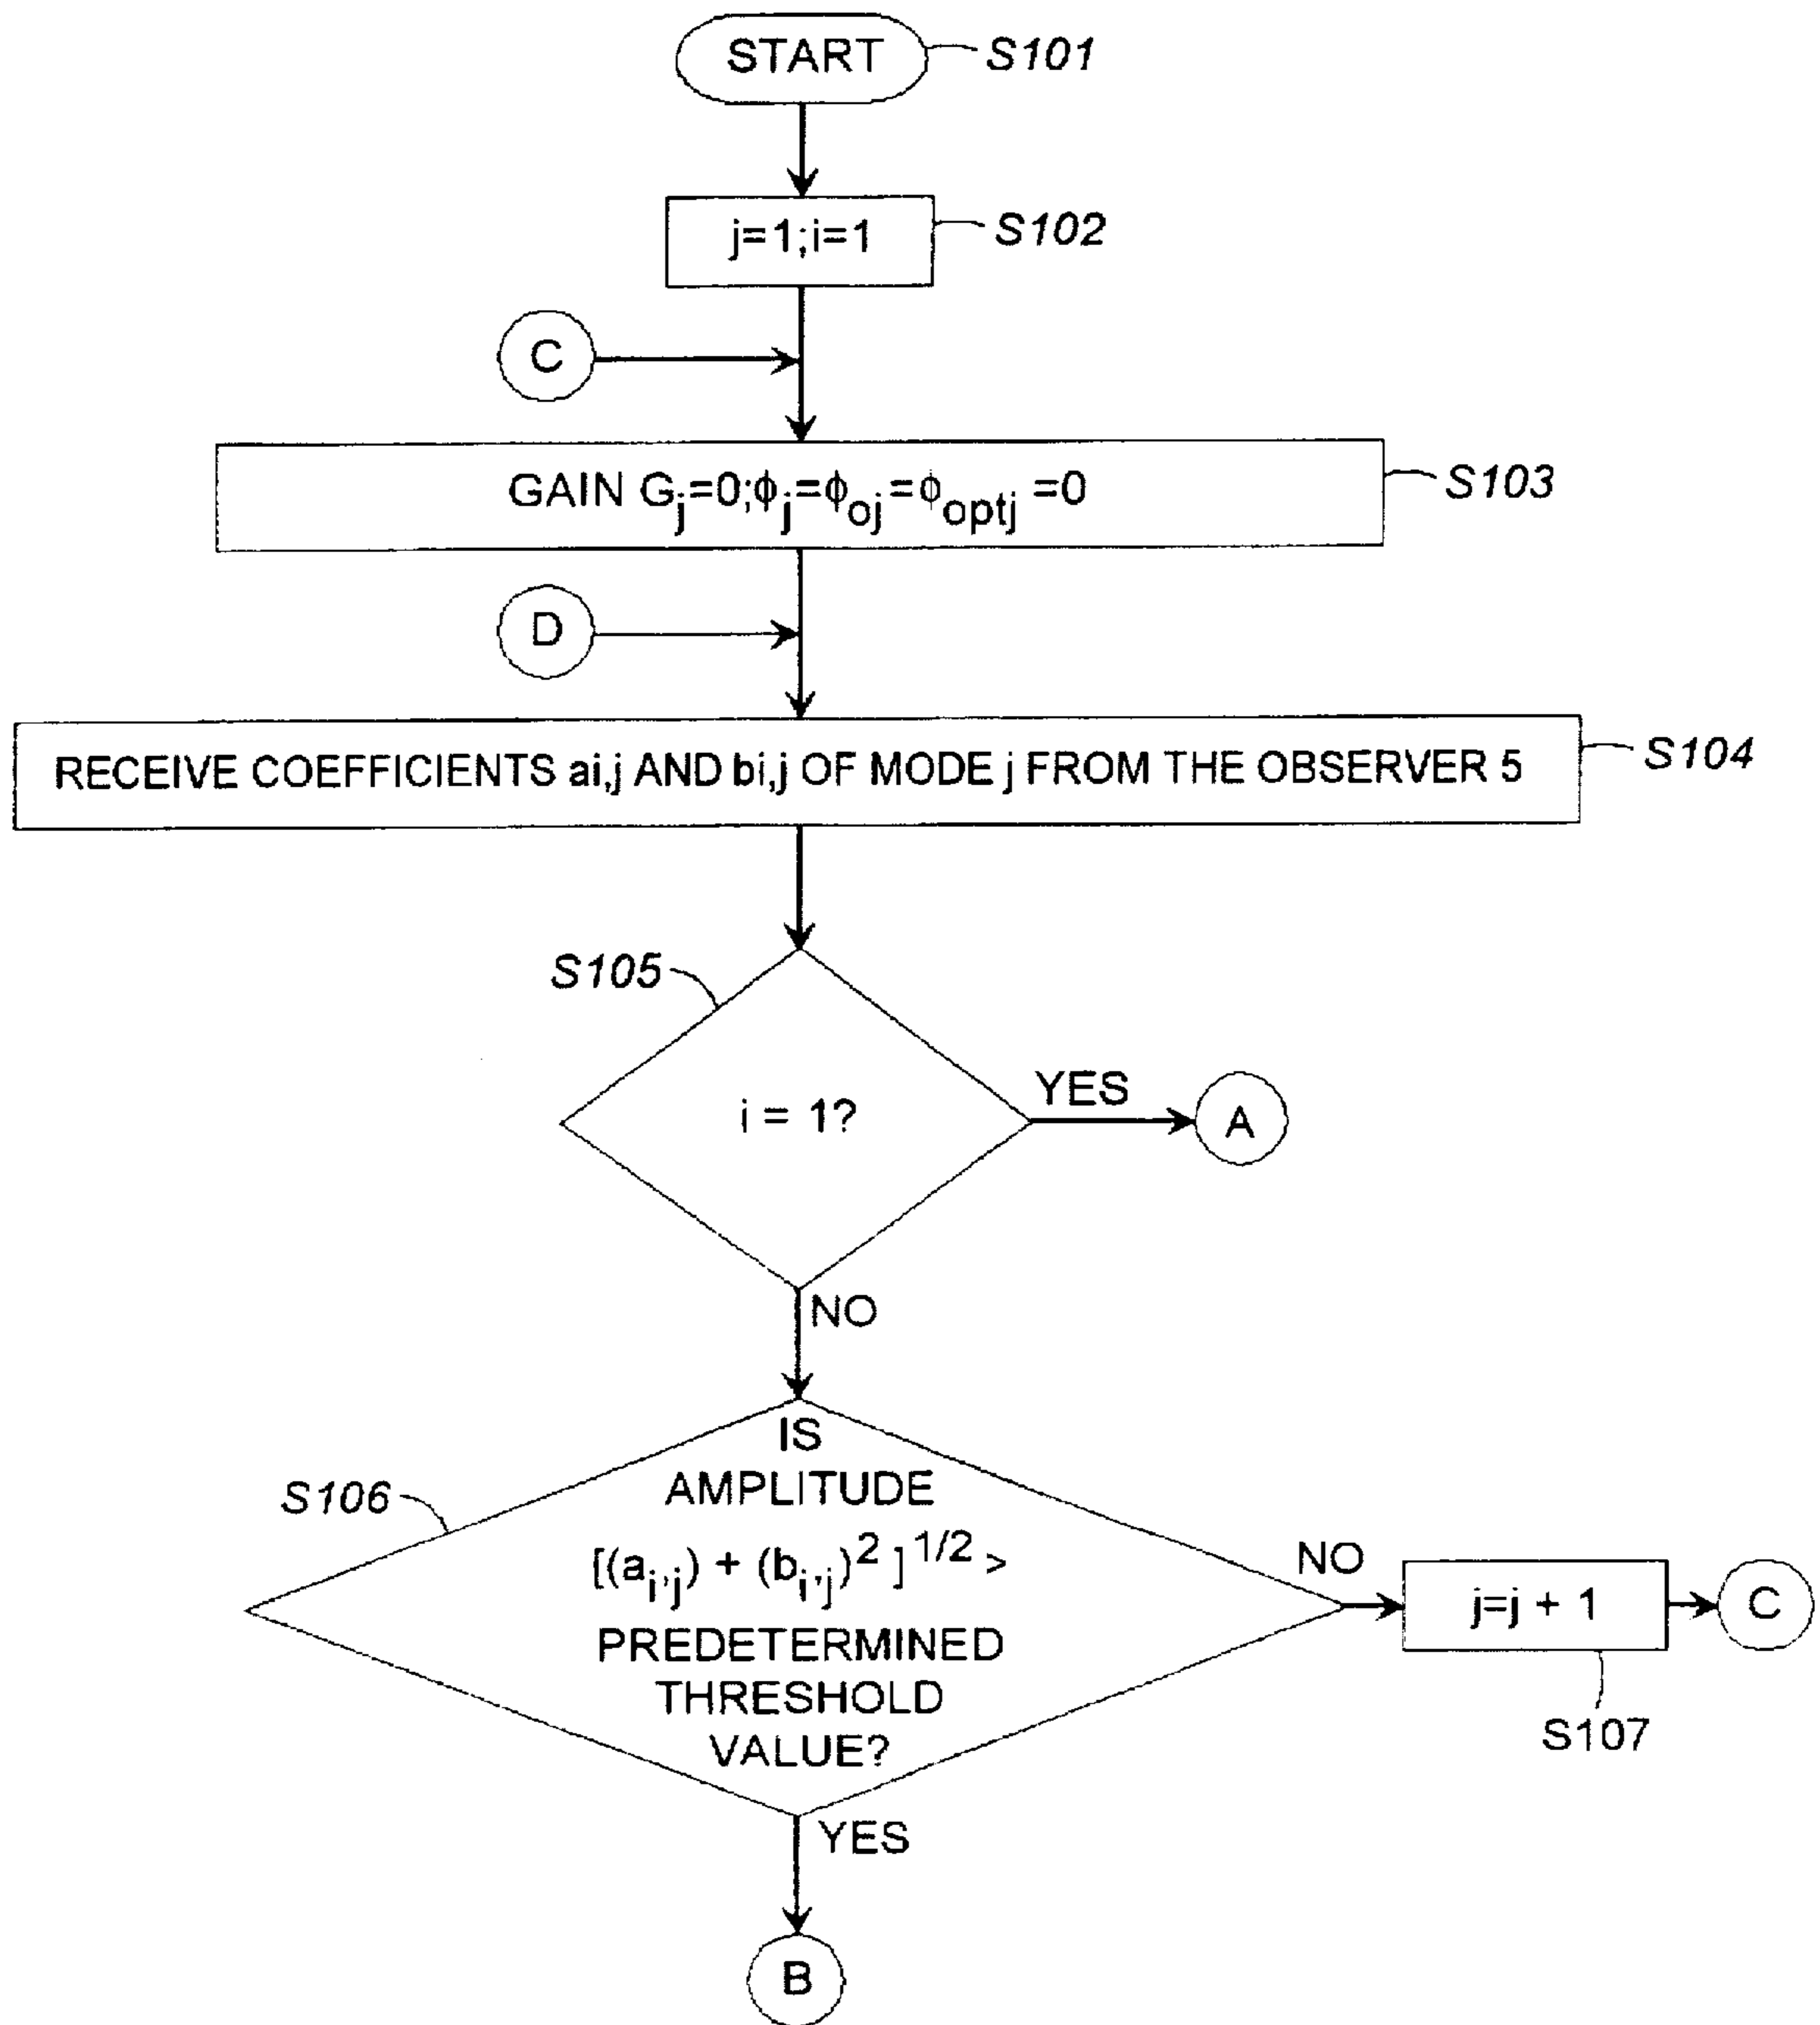 START
S101
j=1;i=1
S102
C
GAIN Gj=0;ϕj=ϕoj=ϕoptj =0
S103
D
RECEIVE COEFFICIENTS ai,j AND bi,j OF MODE j FROM THE OBSERVER 5
S104
S105
i = 1?
YES
A
NO
S106
IS
AMPLITUDE
[(ai,j) + (bi,j)2 ]1/2 >
PREDETERMINED
THRESHOLD
VALUE?
NO
j=j + 1
C
S107
YES
B